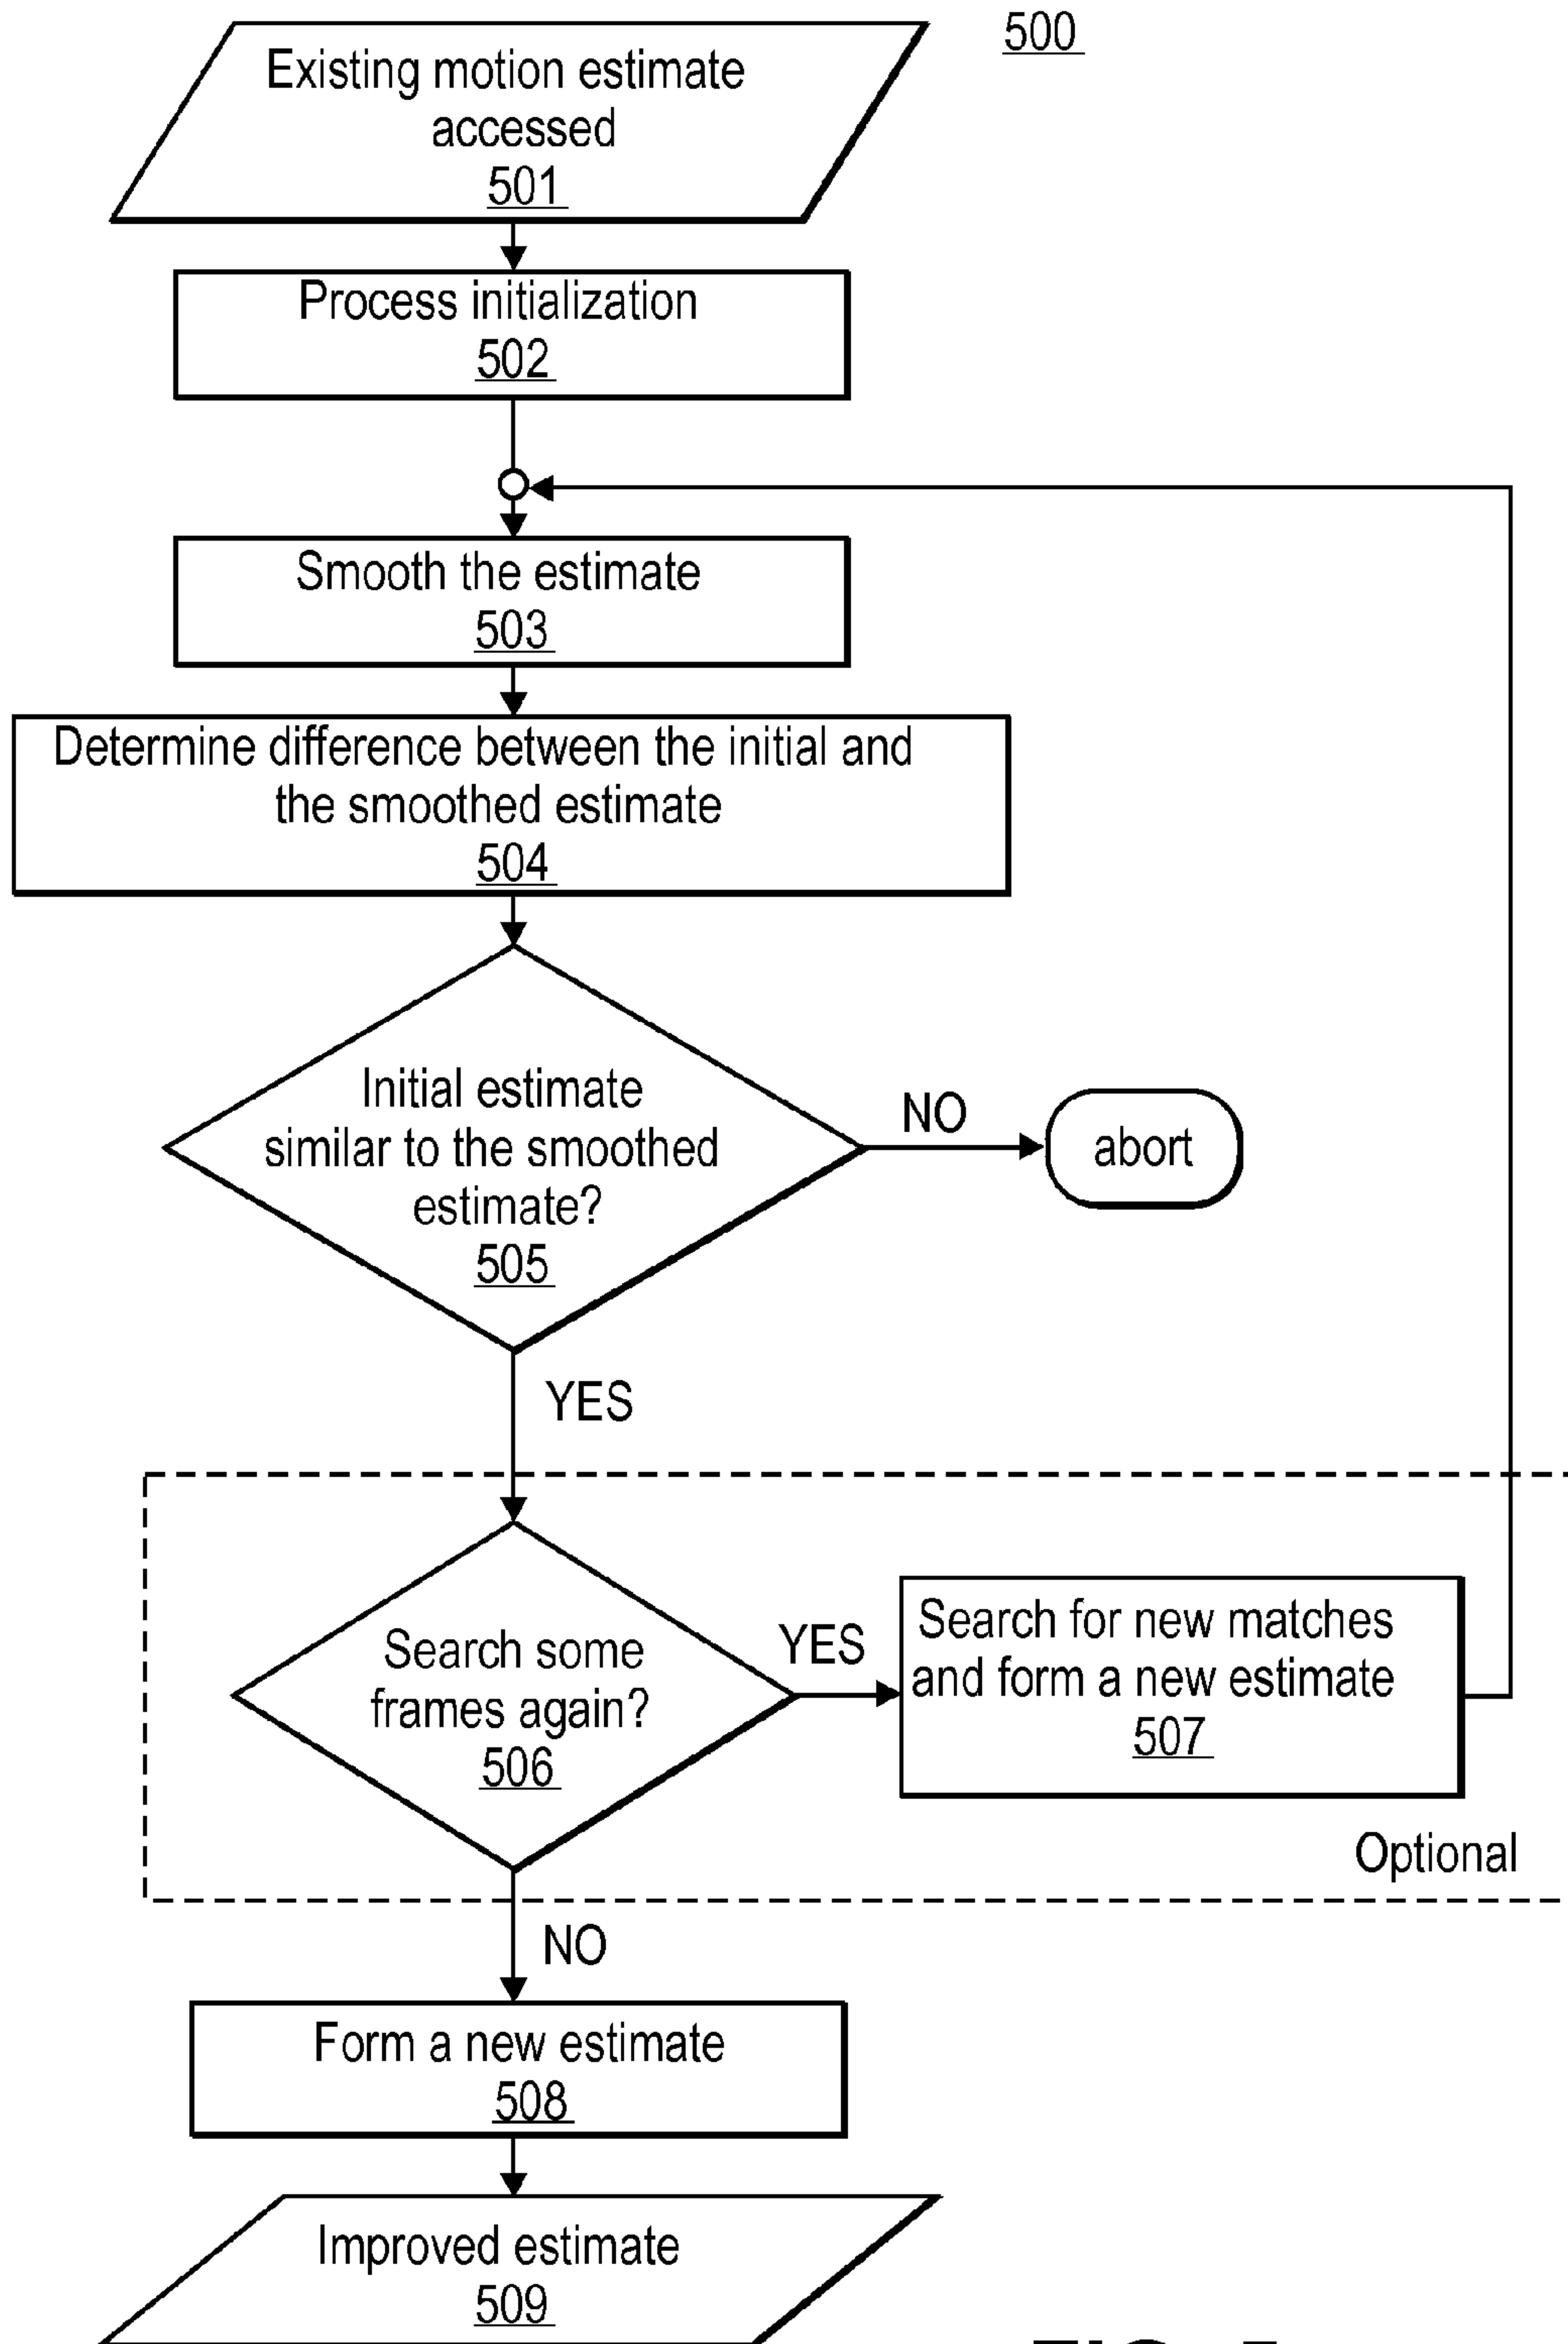 500
Existing motion estimate
accessed
501
Process initialization
502
Smooth the estimate
503
Determine difference between the initial and
the smoothed estimate
504
Initial estimate
similar to the smoothed
estimate?
505
NO
abort
YES
Search some
frames again?
506
YES
Search for new matches
and form a new estimate
507
Optional
NO
Form a new estimate
508
Improved estimate
509